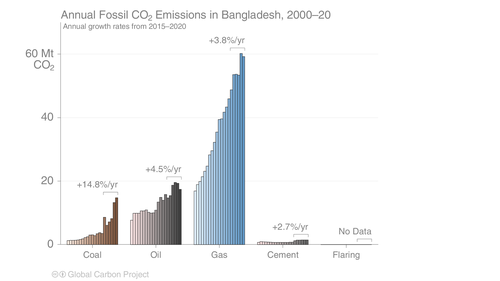 Annual Fossil CO₂ Emissions in Bangladesh, 2000–20
Annual growth rates from 2015–2020
+3.8%/yr
60 Mt
CO₂
40
+4.5%/yr
+14.8%/yr
20
+2.7%/yr
No Data
0
Coal
Oil
Gas
Cement
Flaring
Global Carbon Project